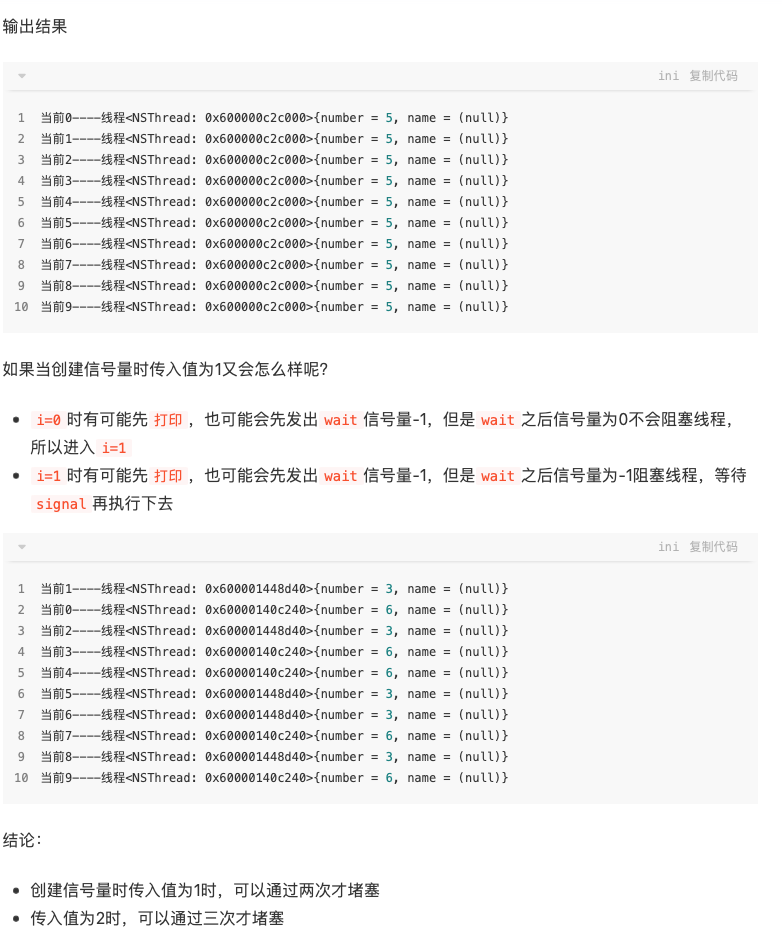 输出结果
ini 复制代码
1 当前0----线程<NSThread: 0x600000c2c000>{number = 5, name = (null)}
2 当前1----线程<NSThread: 0x600000c2c000>{number = 5, name = (null)}
3 当前2----线程<NSThread: 0x600000c2c000>{number = 5, name = (null)}
4 当前3----线程<NSThread: 0x600000c2c000>{number = 5, name = (null)}
5 当前4----线程<NSThread: 0x600000c2c000>{number = 5, name = (null)}
6 当前5----线程<NSThread: 0x600000c2c000>{number = 5, name = (null)}
7 当前6----线程<NSThread: 0x600000c2c000>{number = 5, name = (null)}
8 当前7----线程<NSThread: 0x600000c2c000>{number = 5, name = (null)}
9 当前8----线程<NSThread: 0x600000c2c000>{number = 5, name = (null)}
10 当前9----线程<NSThread: 0x600000c2c000>{number = 5, name = (null)}
如果当创建信号量时传入值为1又会怎么样呢?
• i=0 时有可能先 打印 ，也可能会先发出 wait 信号量-1，但是 wait 之后信号量为0不会阻塞线程，
所以进入 i=1
• i=1 时有可能先 打印 ，也可能会先发出 wait 信号量-1，但是 wait 之后信号量为-1阻塞线程，等待
signal 再执行下去
ini 复制代码
1 当前1----线程<NSThread: 0x600001448d40>{number = 3, name = (null)}
2 当前0----线程<NSThread: 0x60000140c240>{number = 6, name = (null)}
3 当前2----线程<NSThread: 0x600001448d40>{number = 3, name = (null)}
4 当前3----线程<NSThread: 0x60000140c240>{number = 6, name = (null)}
5 当前4----线程<NSThread: 0x60000140c240>{number = 6, name = (null)}
6 当前5----线程<NSThread: 0x600001448d40>{number = 3, name = (null)}
7 当前6----线程<NSThread: 0x600001448d40>{number = 3, name = (null)}
8 当前7----线程<NSThread: 0x60000140c240>{number = 6, name = (null)}
9 当前8----线程<NSThread: 0x600001448d40>{number = 3, name = (null)}
10 当前9----线程<NSThread: 0x60000140c240>{number = 6, name = (null)}
结论：
• 创建信号量时传入值为1时，可以通过两次才堵塞
• 传入值为2时，可以通过三次才堵塞